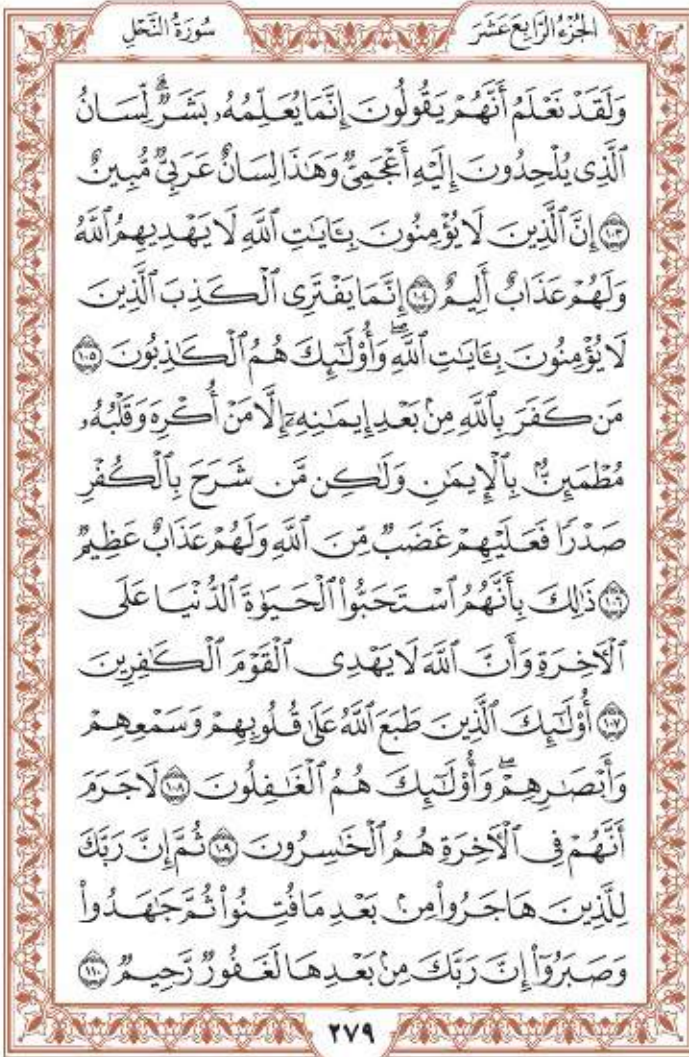 الجُزْءُ الرَّابِعَ عَشَرَ
سُورَةُ النَّحْلِ
وَلَقَدْ نَعْلَمُ أَنَّهُمْ يَقُولُونَ إِنَّمَا يُعَلِّمُهُۥ بَشَرٌۗ لِّسَانُ
ٱلَّذِى يُلْحِدُونَ إِلَيْهِ أَعْجَمِىٌّ وَهَٰذَا لِسَانٌ عَرَبِىٌّ مُّبِينٌ
۝١٠٣ إِنَّ ٱلَّذِينَ لَا يُؤْمِنُونَ بِـَٔايَٰتِ ٱللَّهِ لَا يَهْدِيهِمُ ٱللَّهُ
وَلَهُمْ عَذَابٌ أَلِيمٌ ۝١٠٤ إِنَّمَا يَفْتَرِى ٱلْكَذِبَ ٱلَّذِينَ
لَا يُؤْمِنُونَ بِـَٔايَٰتِ ٱللَّهِۖ وَأُو۟لَٰٓئِكَ هُمُ ٱلْكَٰذِبُونَ ۝١٠٥
مَن كَفَرَ بِٱللَّهِ مِنۢ بَعْدِ إِيمَٰنِهِۦٓ إِلَّا مَنْ أُكْرِهَ وَقَلْبُهُۥ
مُطْمَئِنٌّۢ بِٱلْإِيمَٰنِ وَلَٰكِن مَّن شَرَحَ بِٱلْكُفْرِ
صَدْرًا فَعَلَيْهِمْ غَضَبٌ مِّنَ ٱللَّهِ وَلَهُمْ عَذَابٌ عَظِيمٌ
۝١٠٦ ذَٰلِكَ بِأَنَّهُمُ ٱسْتَحَبُّوا۟ ٱلْحَيَوٰةَ ٱلدُّنْيَا عَلَى
ٱلْـَٔاخِرَةِ وَأَنَّ ٱللَّهَ لَا يَهْدِى ٱلْقَوْمَ ٱلْكَٰفِرِينَ
۝١٠٧ أُو۟لَٰٓئِكَ ٱلَّذِينَ طَبَعَ ٱللَّهُ عَلَىٰ قُلُوبِهِمْ وَسَمْعِهِمْ
وَأَبْصَٰرِهِمْۖ وَأُو۟لَٰٓئِكَ هُمُ ٱلْغَٰفِلُونَ ۝١٠٨ لَا جَرَمَ
أَنَّهُمْ فِى ٱلْـَٔاخِرَةِ هُمُ ٱلْخَٰسِرُونَ ۝١٠٩ ثُمَّ إِنَّ رَبَّكَ
لِلَّذِينَ هَاجَرُوا۟ مِنۢ بَعْدِ مَا فُتِنُوا۟ ثُمَّ جَٰهَدُوا۟
وَصَبَرُوٓا۟ إِنَّ رَبَّكَ مِنۢ بَعْدِهَا لَغَفُورٌ رَّحِيمٌ ۝١١٠
٢٧٩